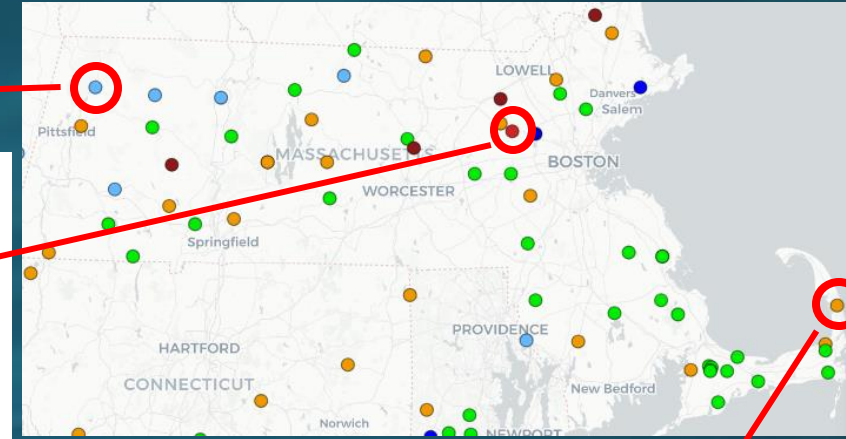 LOWELL
Danvers
Salem
Pittsfield
MASSACHUSETTS
BOSTON
WORCESTER
Springfield
PROVIDENCE
HARTFORD
CONNECTICUT
New Bedford
Norwich
NEWPORT